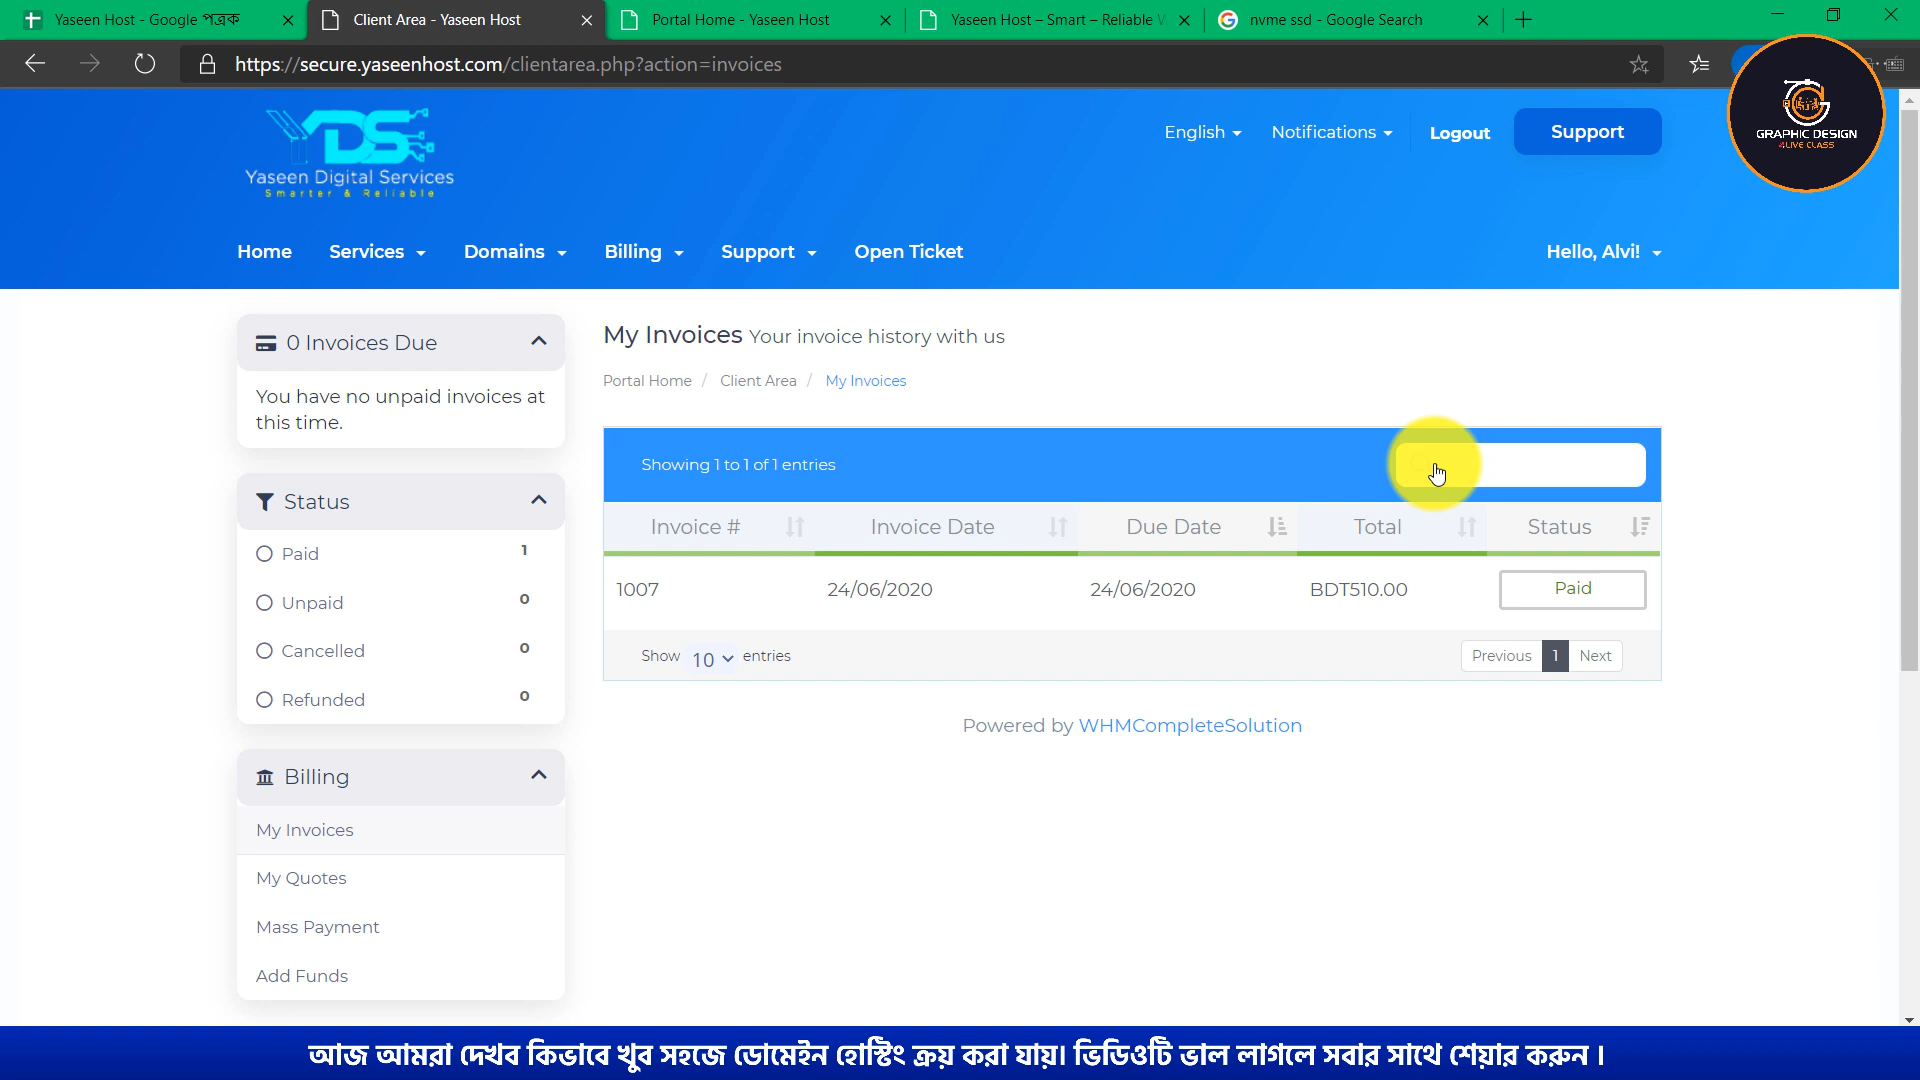 Yaseen Host - Google পত্রক
Client Area - Yaseen Host
Portal Home - Yaseen Host
Yaseen Host – Smart – Reliable
nvme ssd - Google Search
https://secure.yaseenhost.com/clientarea.php?action=invoices
YDS
Yaseen Digital Services
Smarter & Reliable
English
Notifications
Logout
Support
GRAPHIC DESIGN
4LIVE CLASS
Home
Services
Domains
Billing
Support
Open Ticket
Hello, Alvi!
0 Invoices Due
You have no unpaid invoices at
this time.
Status
Paid 1
Unpaid 0
Cancelled 0
Refunded 0
Billing
My Invoices
My Quotes
Mass Payment
Add Funds
My Invoices Your invoice history with us
Portal Home / Client Area / My Invoices
Showing 1 to 1 of 1 entries
Invoice # Invoice Date Due Date Total Status
1007 24/06/2020 24/06/2020 BDT510.00 Paid
Show 10 entries
Previous 1 Next
Powered by WHMCompleteSolution
আজ আমরা দেখব কিভাবে খুব সহজে ডোমেইন হোস্টিং ক্রয় করা যায়। ভিডিওটি ভাল লাগলে সবার সাথে শেয়ার করুন ।